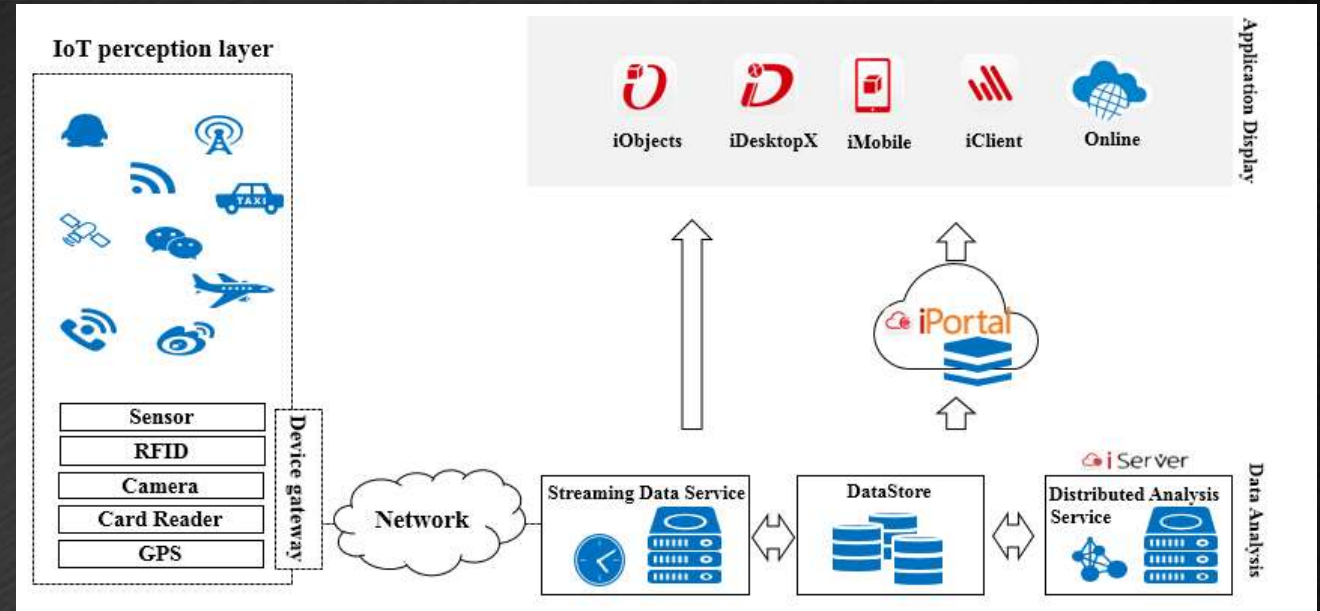 IoT perception layer
TAXI
Sensor
RFID
Camera
Card Reader
GPS
Device gateway
Network
iObjects
iDesktopX
iMobile
iClient
Online
Application Display
iPortal
Streaming Data Service
DataStore
iServer
Distributed Analysis
Service
Data Analysis